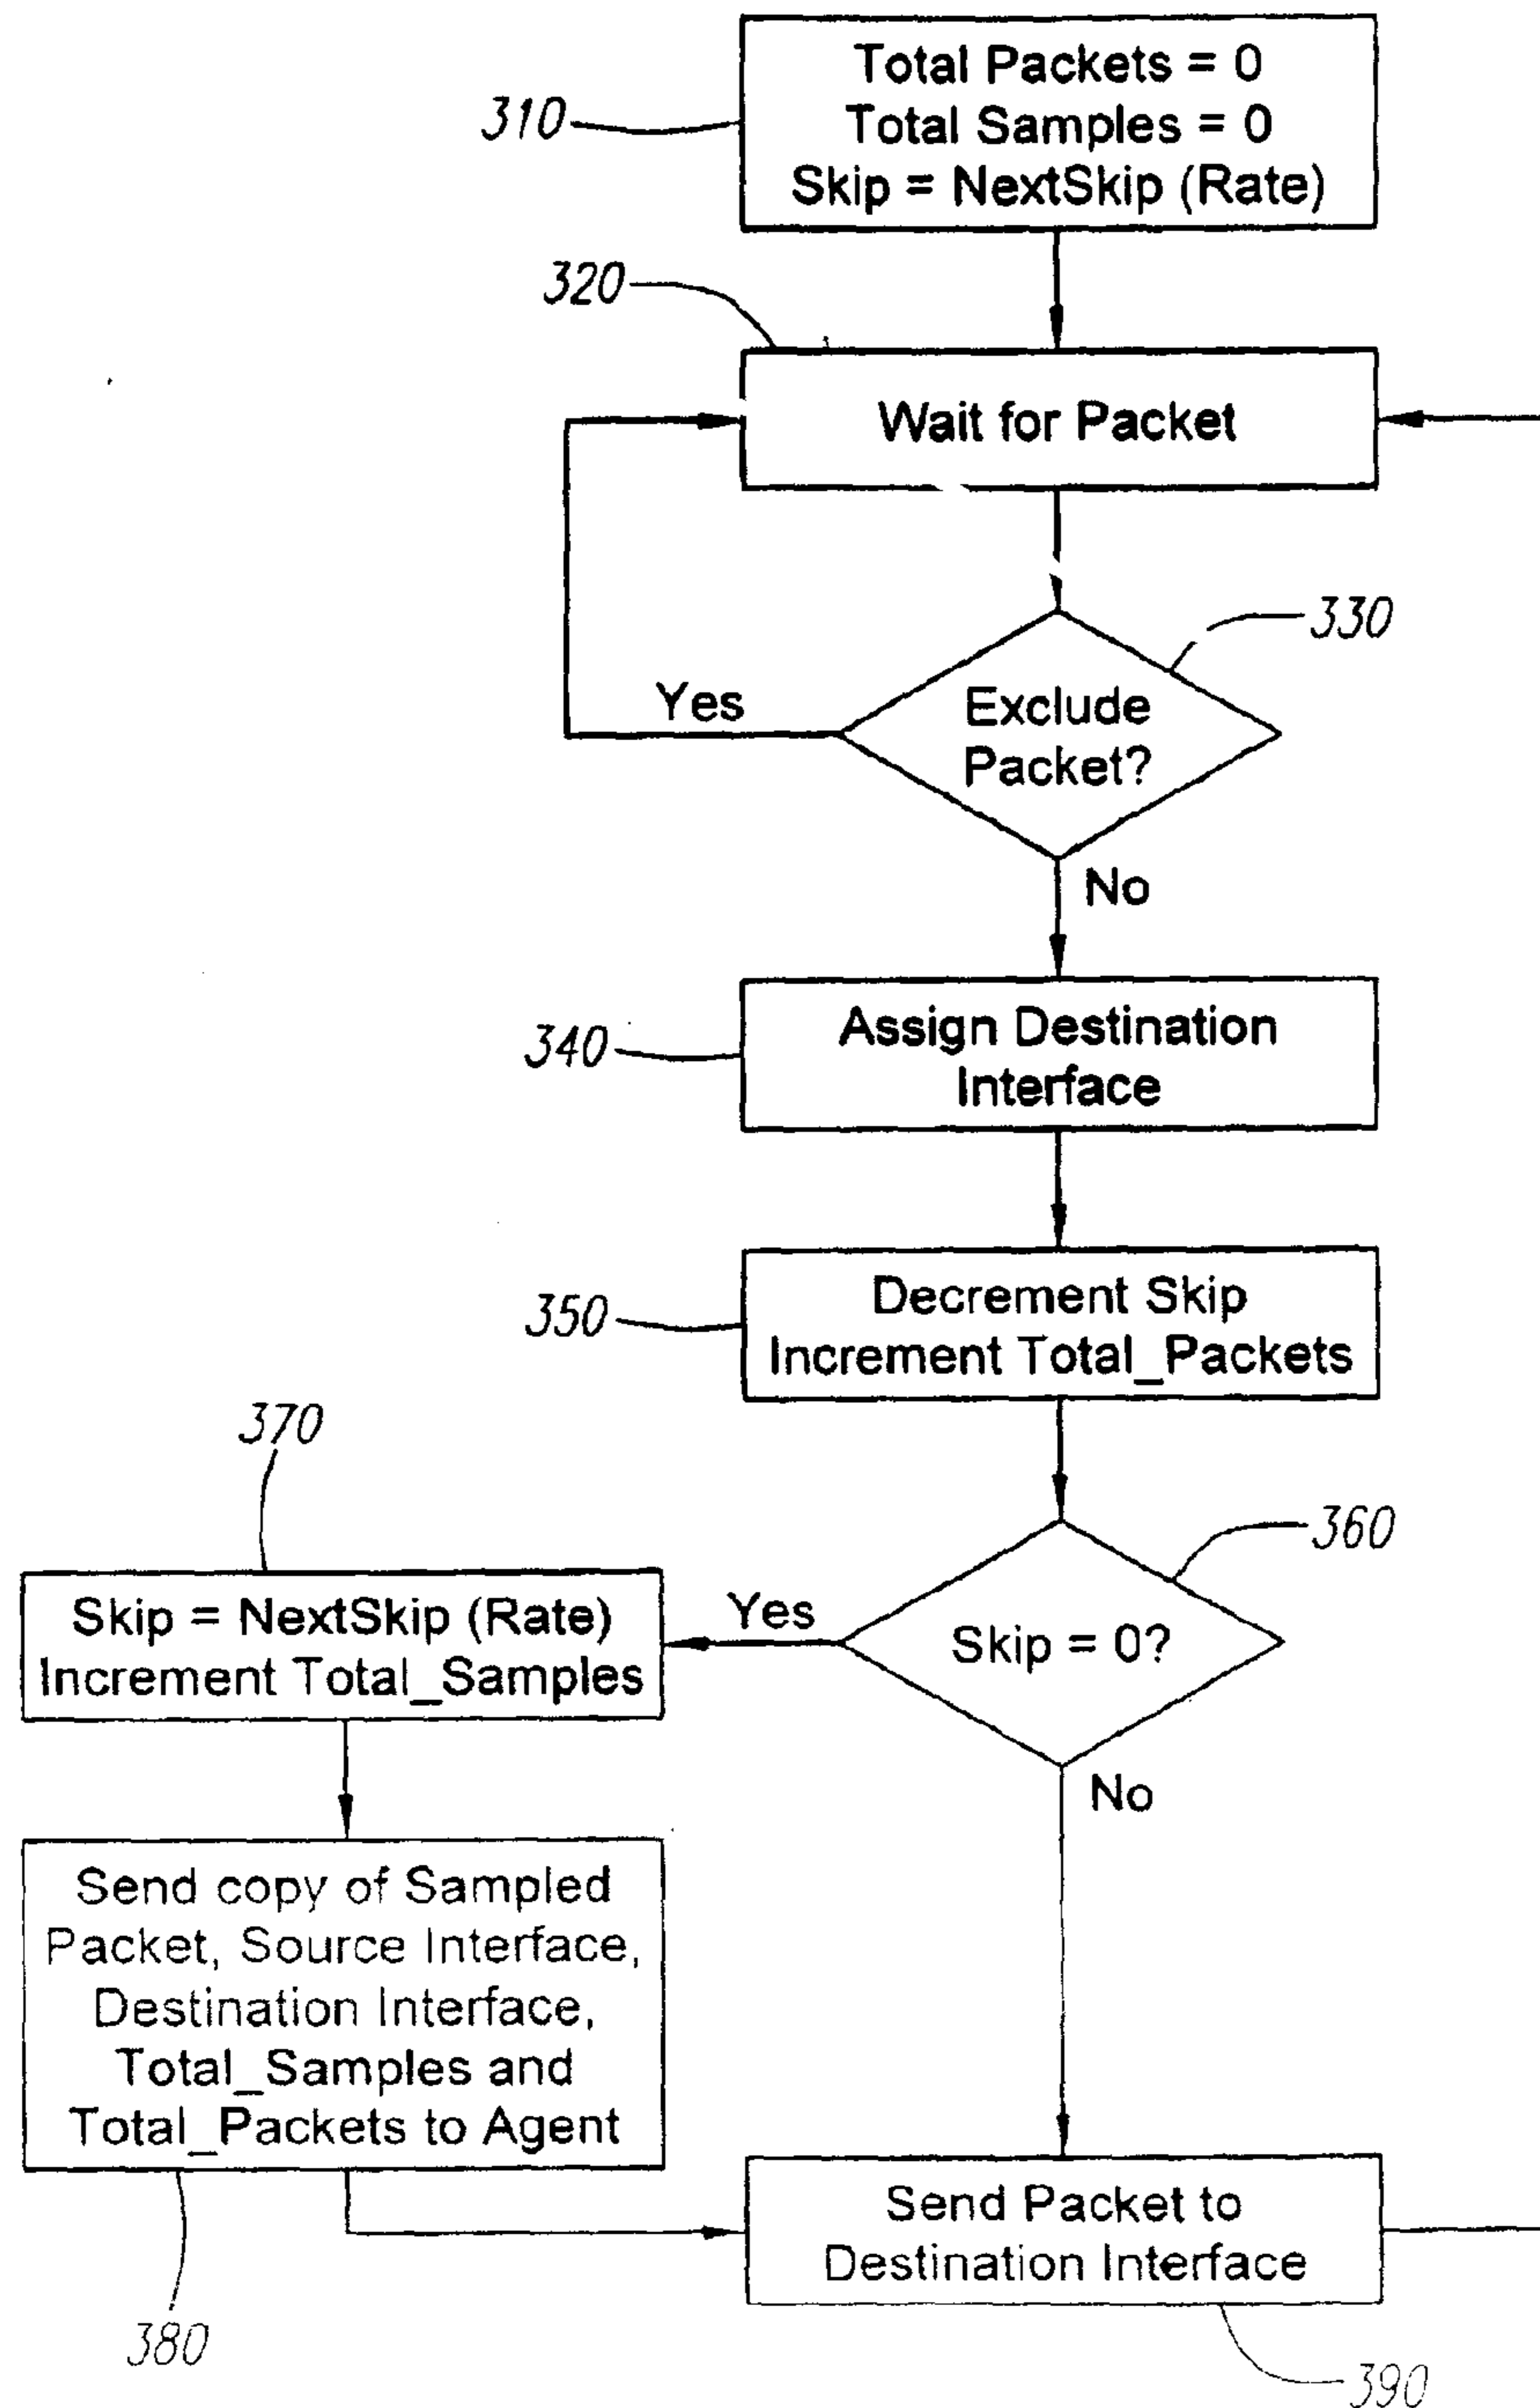 Total Packets = 0
Total Samples = 0
Skip = NextSkip (Rate)
310
320
Wait for Packet
330
Exclude
Packet?
Yes
No
340
Assign Destination
Interface
350
Decrement Skip
Increment Total_Packets
360
Skip = 0?
Yes
No
370
Skip = NextSkip (Rate)
Increment Total_Samples
Send copy of Sampled
Packet, Source Interface,
Destination Interface,
Total_Samples and
Total_Packets to Agent
380
Send Packet to
Destination Interface
390